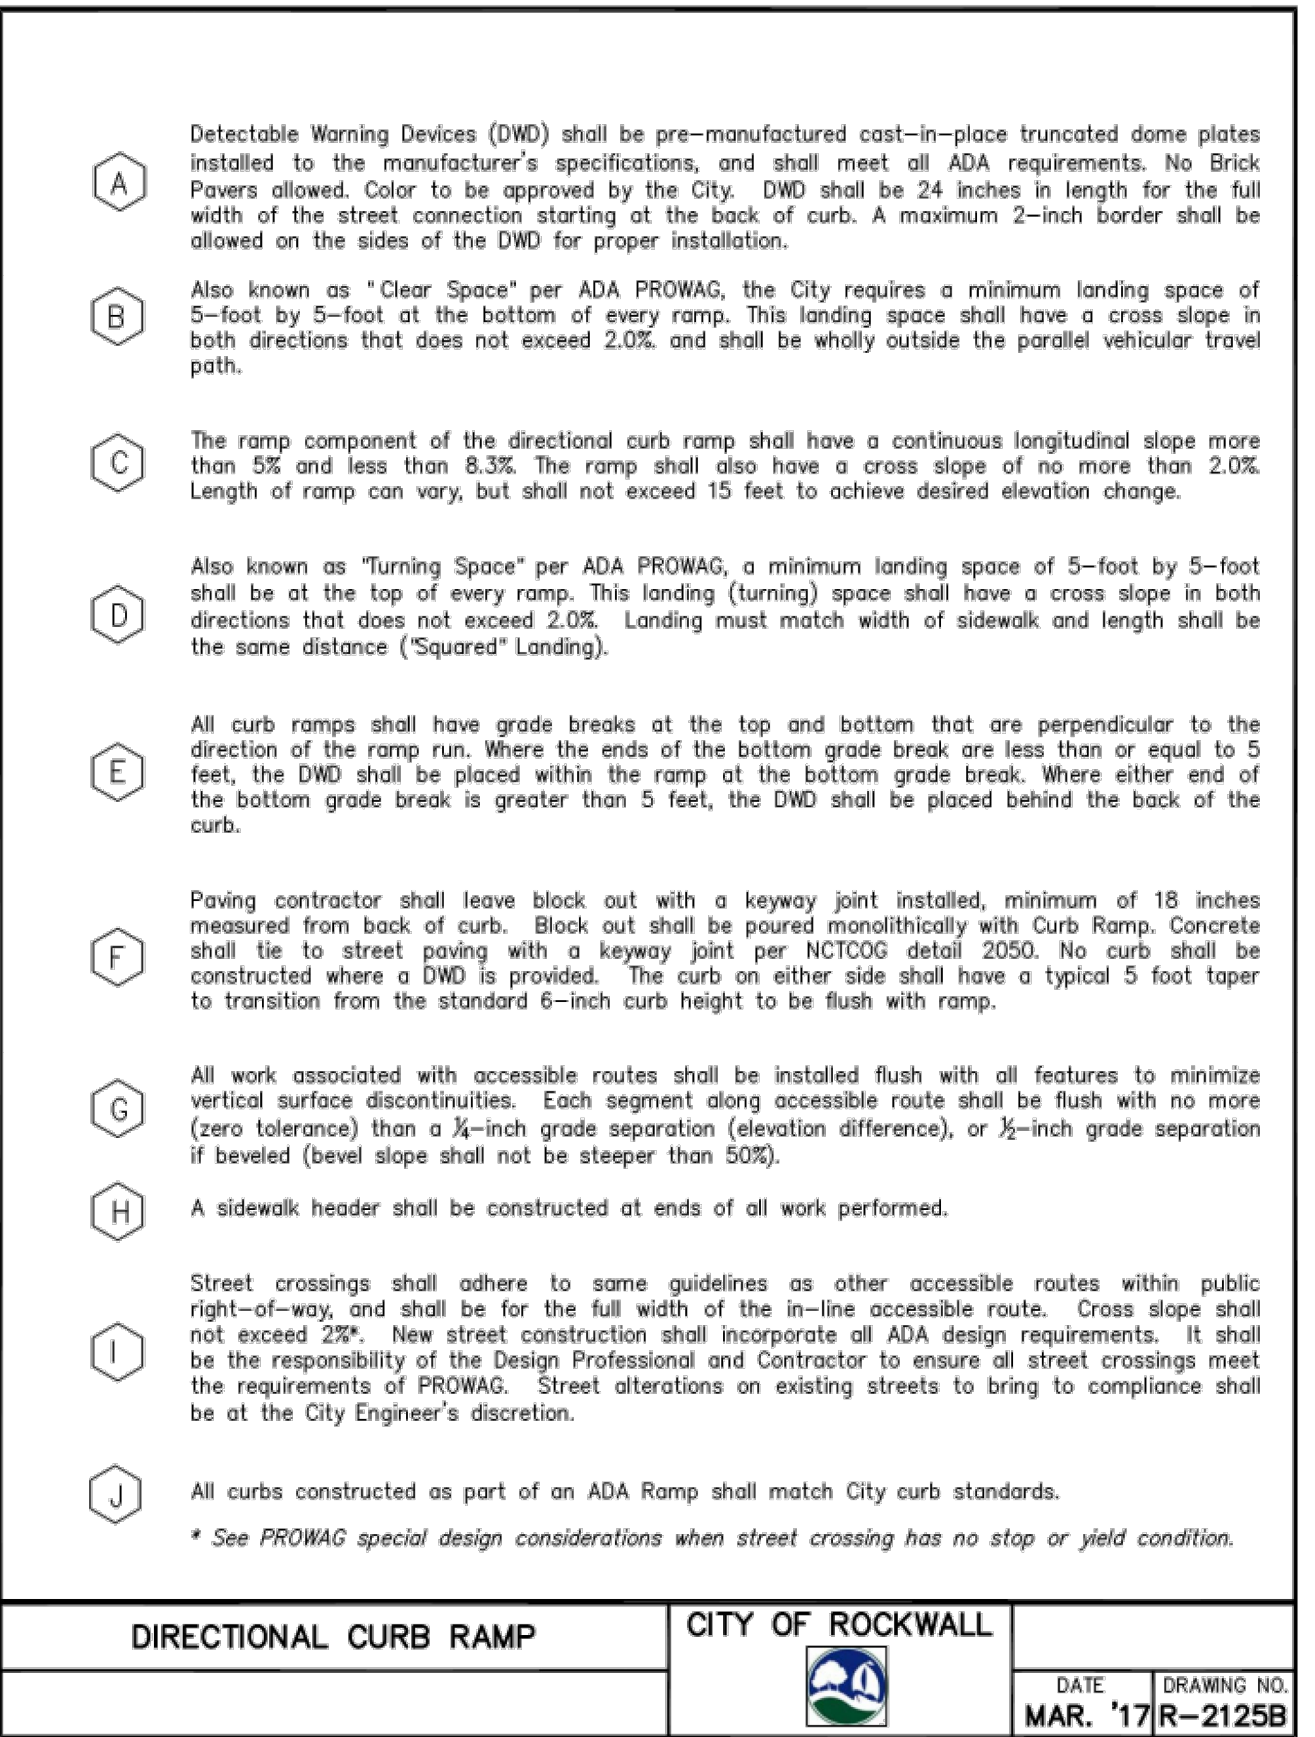 A
Detectable Warning Devices (DWD) shall be pre-manufactured cast-in-place truncated dome plates
installed to the manufacturer's specifications, and shall meet all ADA requirements. No Brick
Pavers allowed. Color to be approved by the City. DWD shall be 24 inches in length for the full
width of the street connection starting at the back of curb. A maximum 2-inch border shall be
allowed on the sides of the DWD for proper installation.
B
Also known as "Clear Space" per ADA PROWAG, the City requires a minimum landing space of
5-foot by 5-foot at the bottom of every ramp. This landing space shall have a cross slope in
both directions that does not exceed 2.0%. and shall be wholly outside the parallel vehicular travel
path.
C
The ramp component of the directional curb ramp shall have a continuous longitudinal slope more
than 5% and less than 8.3%. The ramp shall also have a cross slope of no more than 2.0%.
Length of ramp can vary, but shall not exceed 15 feet to achieve desired elevation change.
D
Also known as "Turning Space" per ADA PROWAG, a minimum landing space of 5-foot by 5-foot
shall be at the top of every ramp. This landing (turning) space shall have a cross slope in both
directions that does not exceed 2.0%. Landing must match width of sidewalk and length shall be
the same distance ("Squared" Landing).
E
All curb ramps shall have grade breaks at the top and bottom that are perpendicular to the
direction of the ramp run. Where the ends of the bottom grade break are less than or equal to 5
feet, the DWD shall be placed within the ramp at the bottom grade break. Where either end of
the bottom grade break is greater than 5 feet, the DWD shall be placed behind the back of the
curb.
F
Paving contractor shall leave block out with a keyway joint installed, minimum of 18 inches
measured from back of curb. Block out shall be poured monolithically with Curb Ramp. Concrete
shall tie to street paving with a keyway joint per NCTCOG detail 2050. No curb shall be
constructed where a DWD is provided. The curb on either side shall have a typical 5 foot taper
to transition from the standard 6-inch curb height to be flush with ramp.
G
All work associated with accessible routes shall be installed flush with all features to minimize
vertical surface discontinuities. Each segment along accessible route shall be flush with no more
(zero tolerance) than a ¼-inch grade separation (elevation difference), or ½-inch grade separation
if beveled (bevel slope shall not be steeper than 50%).
H
A sidewalk header shall be constructed at ends of all work performed.
I
Street crossings shall adhere to same guidelines as other accessible routes within public
right-of-way, and shall be for the full width of the in-line accessible route. Cross slope shall
not exceed 2%*. New street construction shall incorporate all ADA design requirements. It shall
be the responsibility of the Design Professional and Contractor to ensure all street crossings meet
the requirements of PROWAG. Street alterations on existing streets to bring to compliance shall
be at the City Engineer's discretion.
J
All curbs constructed as part of an ADA Ramp shall match City curb standards.
* See PROWAG special design considerations when street crossing has no stop or yield condition.
DIRECTIONAL CURB RAMP
CITY OF ROCKWALL
DATE
MAR. '17
DRAWING NO.
R-2125B